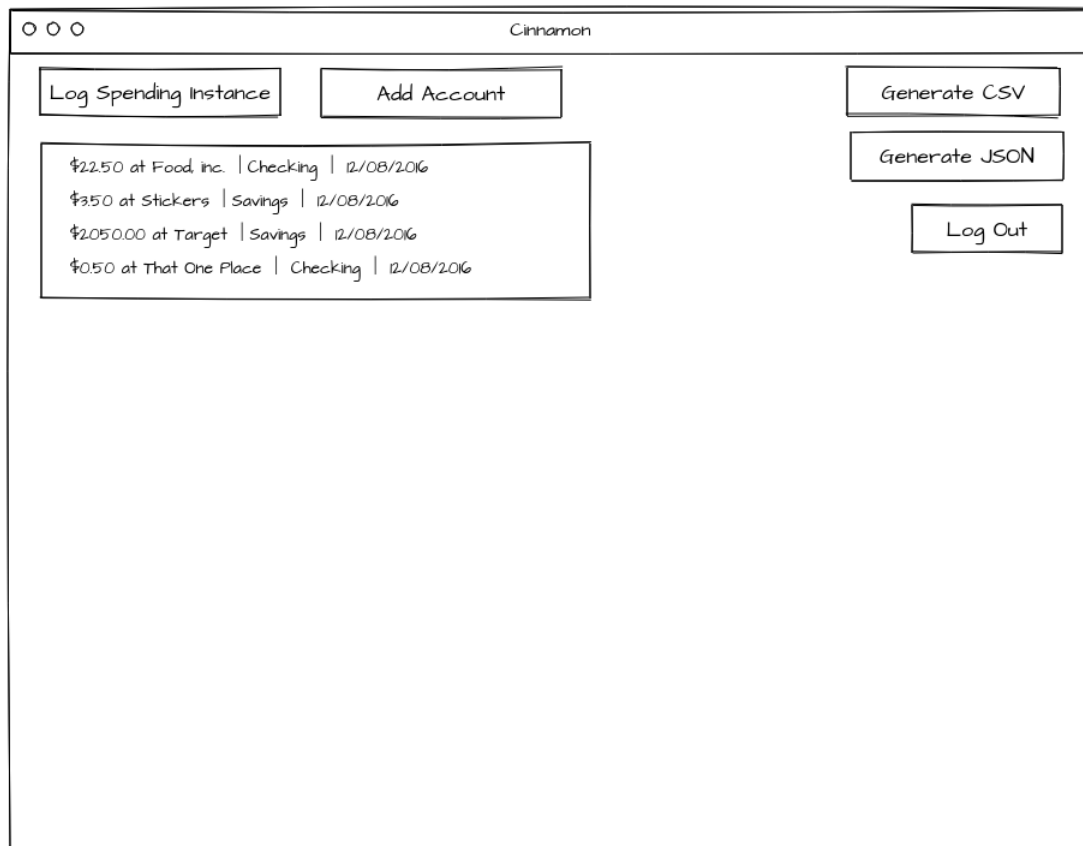 Cinnamon
Log Spending Instance
Add Account
Generate CSV
$22.50 at Food, inc. | Checking | 12/08/2016
Generate JSON
$3.50 at Stickers | Savings | 12/08/2016
$2050.00 at Target | Savings | 12/08/2016
Log Out
$0.50 at That One Place | Checking | 12/08/2016